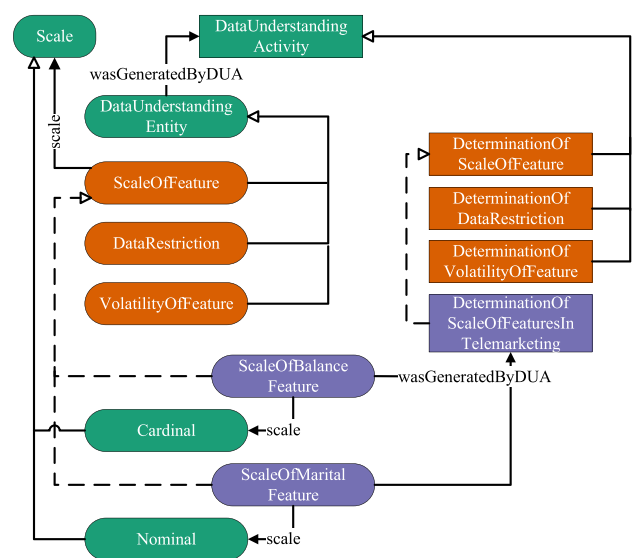 Scale
DataUnderstanding
Activity
wasGeneratedByDUA
DataUnderstanding
Entity
scale
ScaleOfFeature
DeterminationOf
ScaleOfFeature
DataRestriction
DeterminationOf
DataRestriction
VolatilityOfFeature
DeterminationOf
VolatilityOfFeature
DeterminationOf
ScaleOfFeaturesIn
Telemarketing
ScaleOfBalance
Feature
wasGeneratedByDUA
Cardinal
scale
ScaleOfMarital
Feature
Nominal
scale